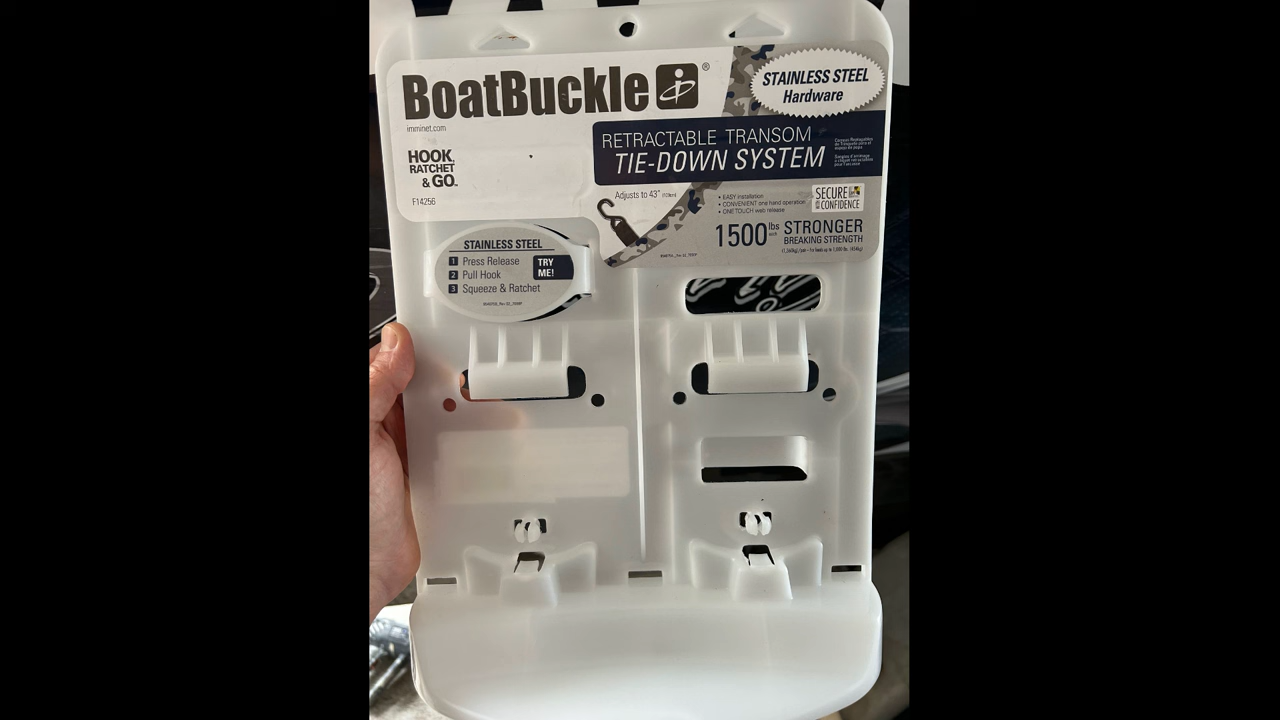 BoatBuckle®
imminet.com
HOOK,
RATCHET
& GO™
F14256
STAINLESS STEEL
Hardware
RETRACTABLE TRANSOM
TIE-DOWN SYSTEM
Adjusts to 43"
• EASY installation
• CONVENIENT one hand operation
• ONE TOUCH web release
SECURE
CONFIDENCE
1500 lbs
STRONGER
BREAKING STRENGTH
STAINLESS STEEL
1 Press Release
2 Pull Hook
3 Squeeze & Ratchet
TRY
ME!